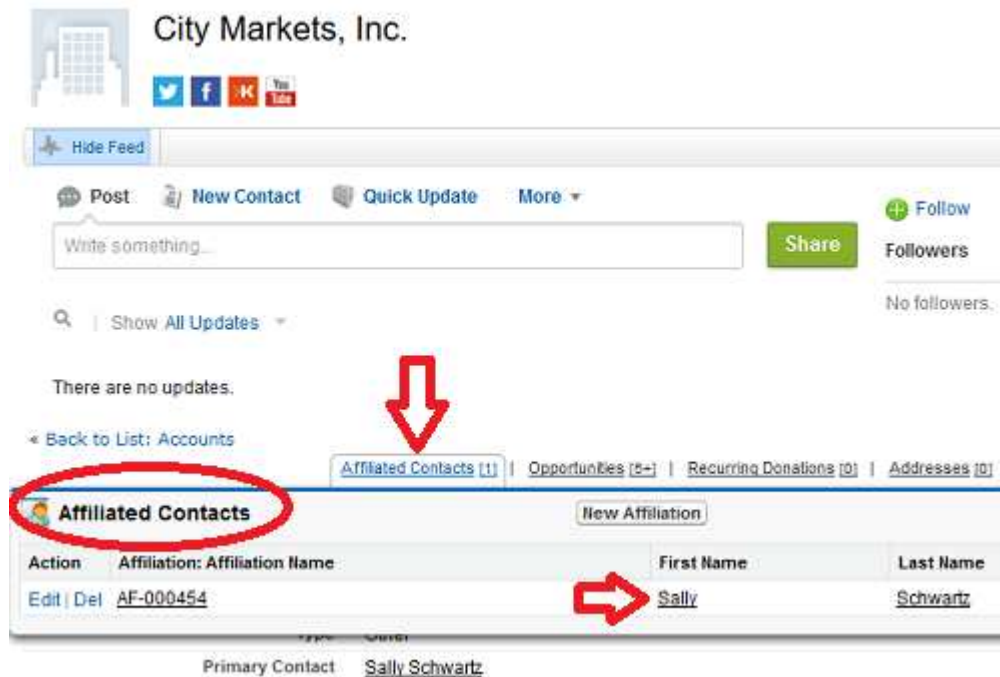 City Markets, Inc.
You Tube
Hide Feed
Post New Contact Quick Update More
Follow
Write something... Share
Followers
No followers.
Show All Updates
There are no updates.
« Back to List: Accounts
Affiliated Contacts [1] | Opportunities [5+] | Recurring Donations [0] | Addresses [0]
Affiliated Contacts New Affiliation
Action Affiliation: Affiliation Name First Name Last Name
Edit | Del AF-000454 Sally Schwartz
Primary Contact Sally Schwartz